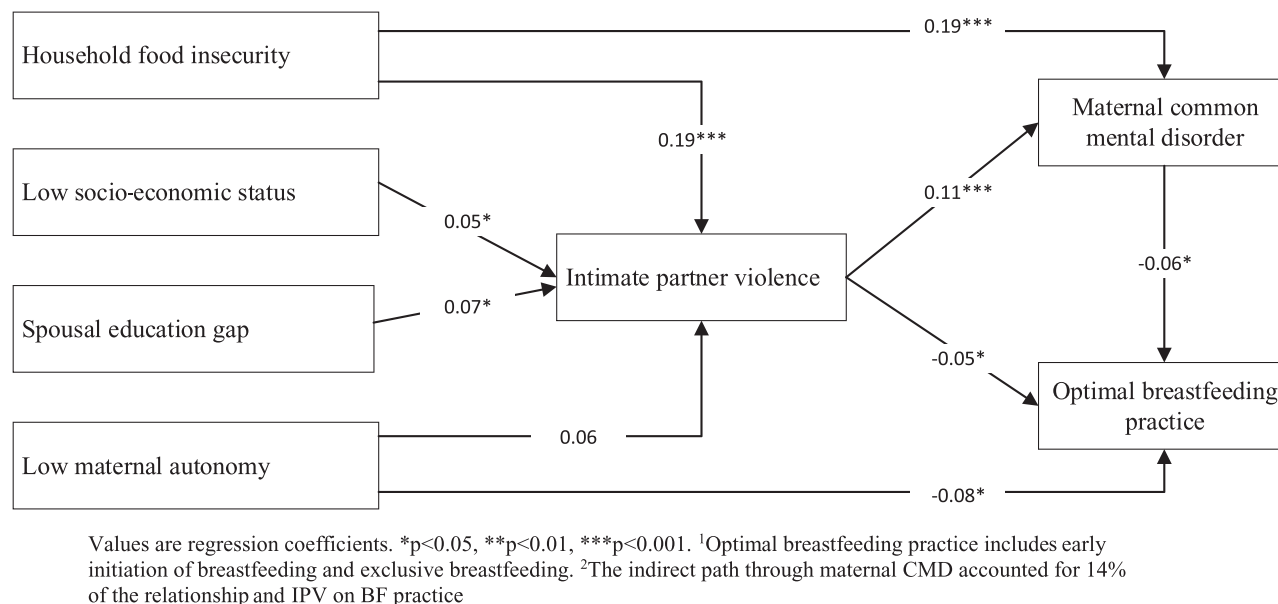 Household food insecurity
0.19***
Maternal common
mental disorder
0.19***
Low socio-economic status
0.05*
0.11***
Intimate partner violence
-0.06*
Spousal education gap
0.07*
-0.05*
Optimal breastfeeding
practice
Low maternal autonomy
0.06
-0.08*
Values are regression coefficients. *p<0.05, **p<0.01, ***p<0.001. ¹Optimal breastfeeding practice includes early
initiation of breastfeeding and exclusive breastfeeding. ²The indirect path through maternal CMD accounted for 14%
of the relationship and IPV on BF practice